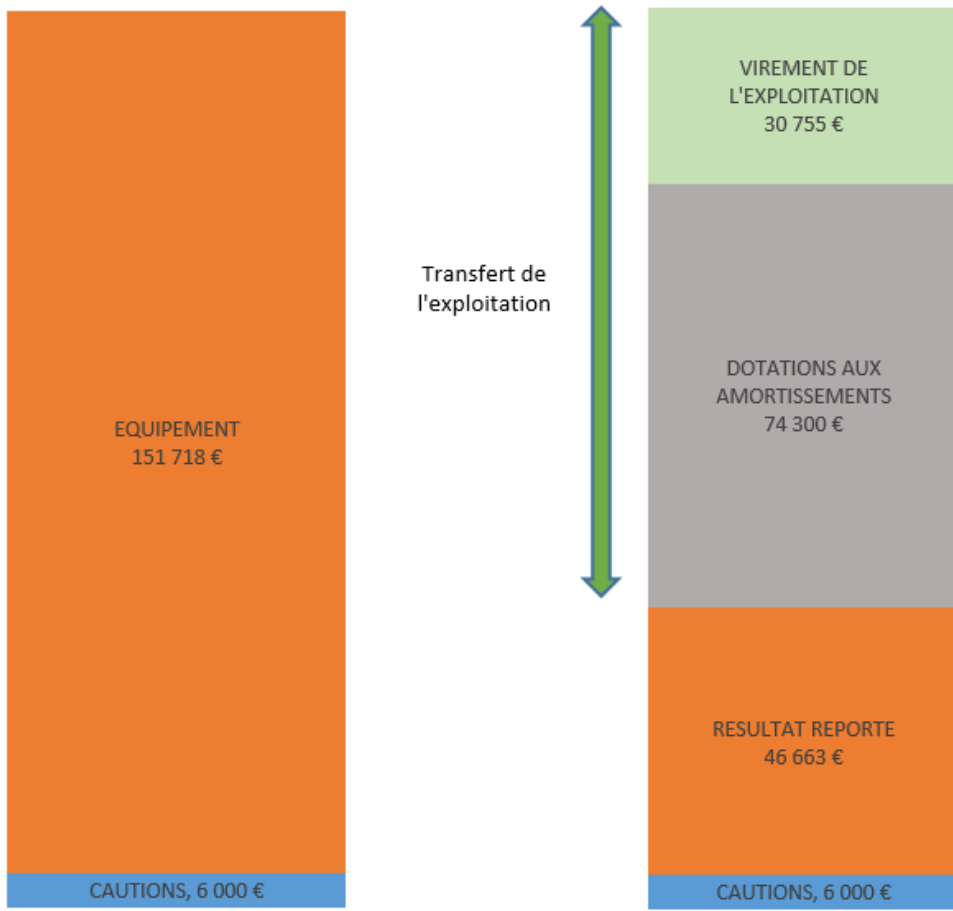 EQUIPEMENT
151 718 €
CAUTIONS, 6 000 €
Transfert de
l'exploitation
VIREMENT DE
L'EXPLOITATION
30 755 €
DOTATIONS AUX
AMORTISSEMENTS
74 300 €
RESULTAT REPORTE
46 663 €
CAUTIONS, 6 000 €